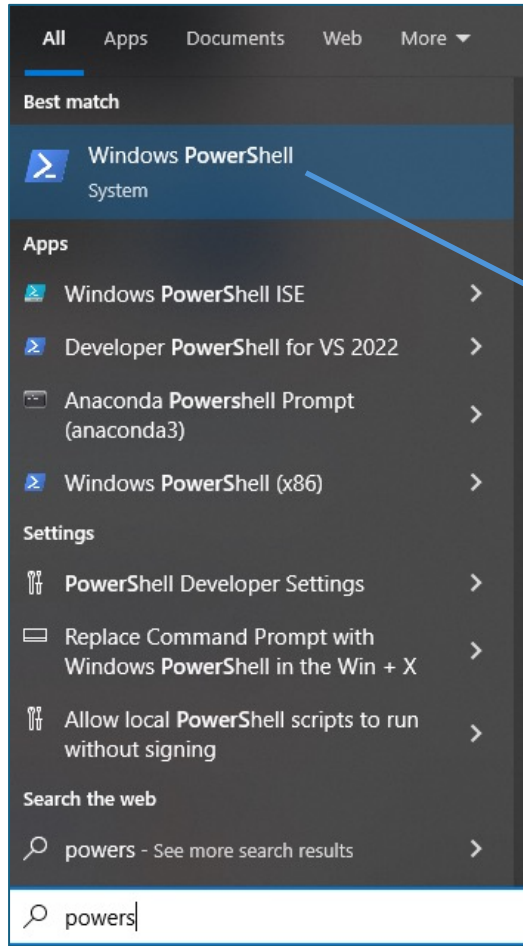 All Apps Documents Web More
Best match
Windows PowerShell
System
Apps
Windows PowerShell ISE
Developer PowerShell for VS 2022
Anaconda Powershell Prompt
(anaconda3)
Windows PowerShell (x86)
Settings
PowerShell Developer Settings
Replace Command Prompt with
Windows PowerShell in the Win + X
Allow local PowerShell scripts to run
without signing
Search the web
powers - See more search results
powers